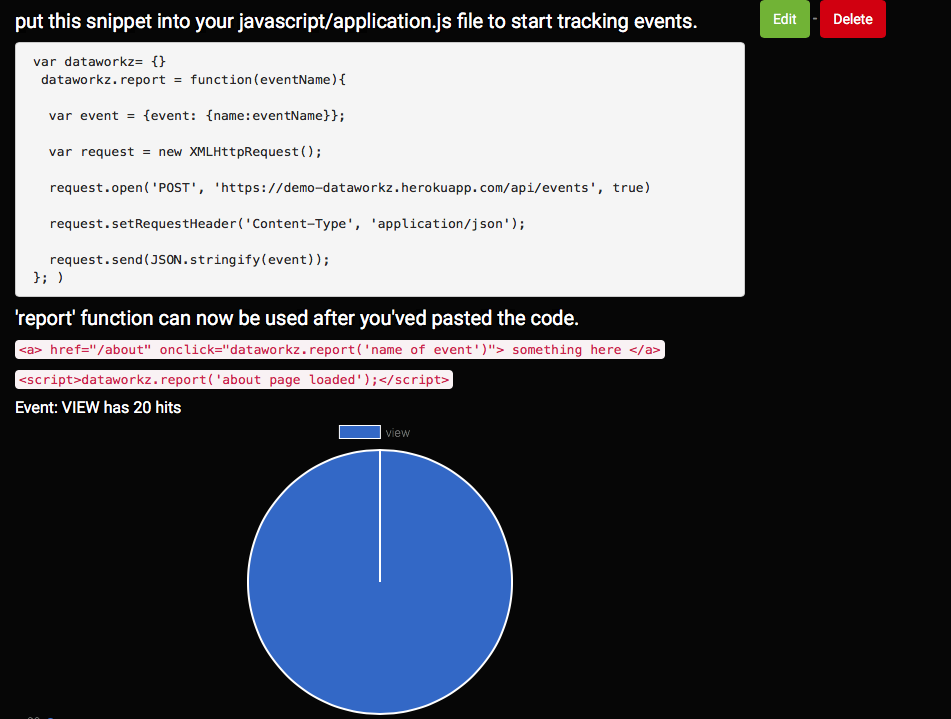 put this snippet into your javascript/application.js file to start tracking events.
Edit - Delete
var dataworkz= {}
dataworkz.report = function(eventName){
var event = {event: {name:eventName}};
var request = new XMLHttpRequest();
request.open('POST', 'https://demo-dataworkz.herokuapp.com/api/events', true)
request.setRequestHeader('Content-Type', 'application/json');
request.send(JSON.stringify(event));
}; )
'report' function can now be used after you'ved pasted the code.
<a> href="/about" onclick="dataworkz.report('name of event')"> something here </a>
<script>dataworkz.report('about page loaded');</script>
Event: VIEW has 20 hits
view